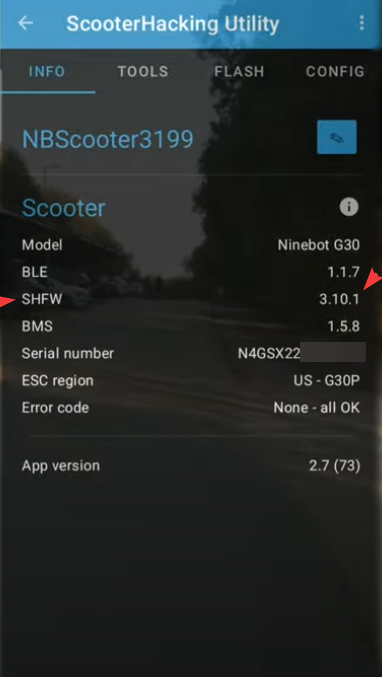 ScooterHacking Utility
INFO TOOLS FLASH CONFIG
NBScooter3199
Scooter
Model Ninebot G30
BLE 1.1.7
SHFW 3.10.1
BMS 1.5.8
Serial number N4GSX22
ESC region US - G30P
Error code None - all OK
App version 2.7 (73)